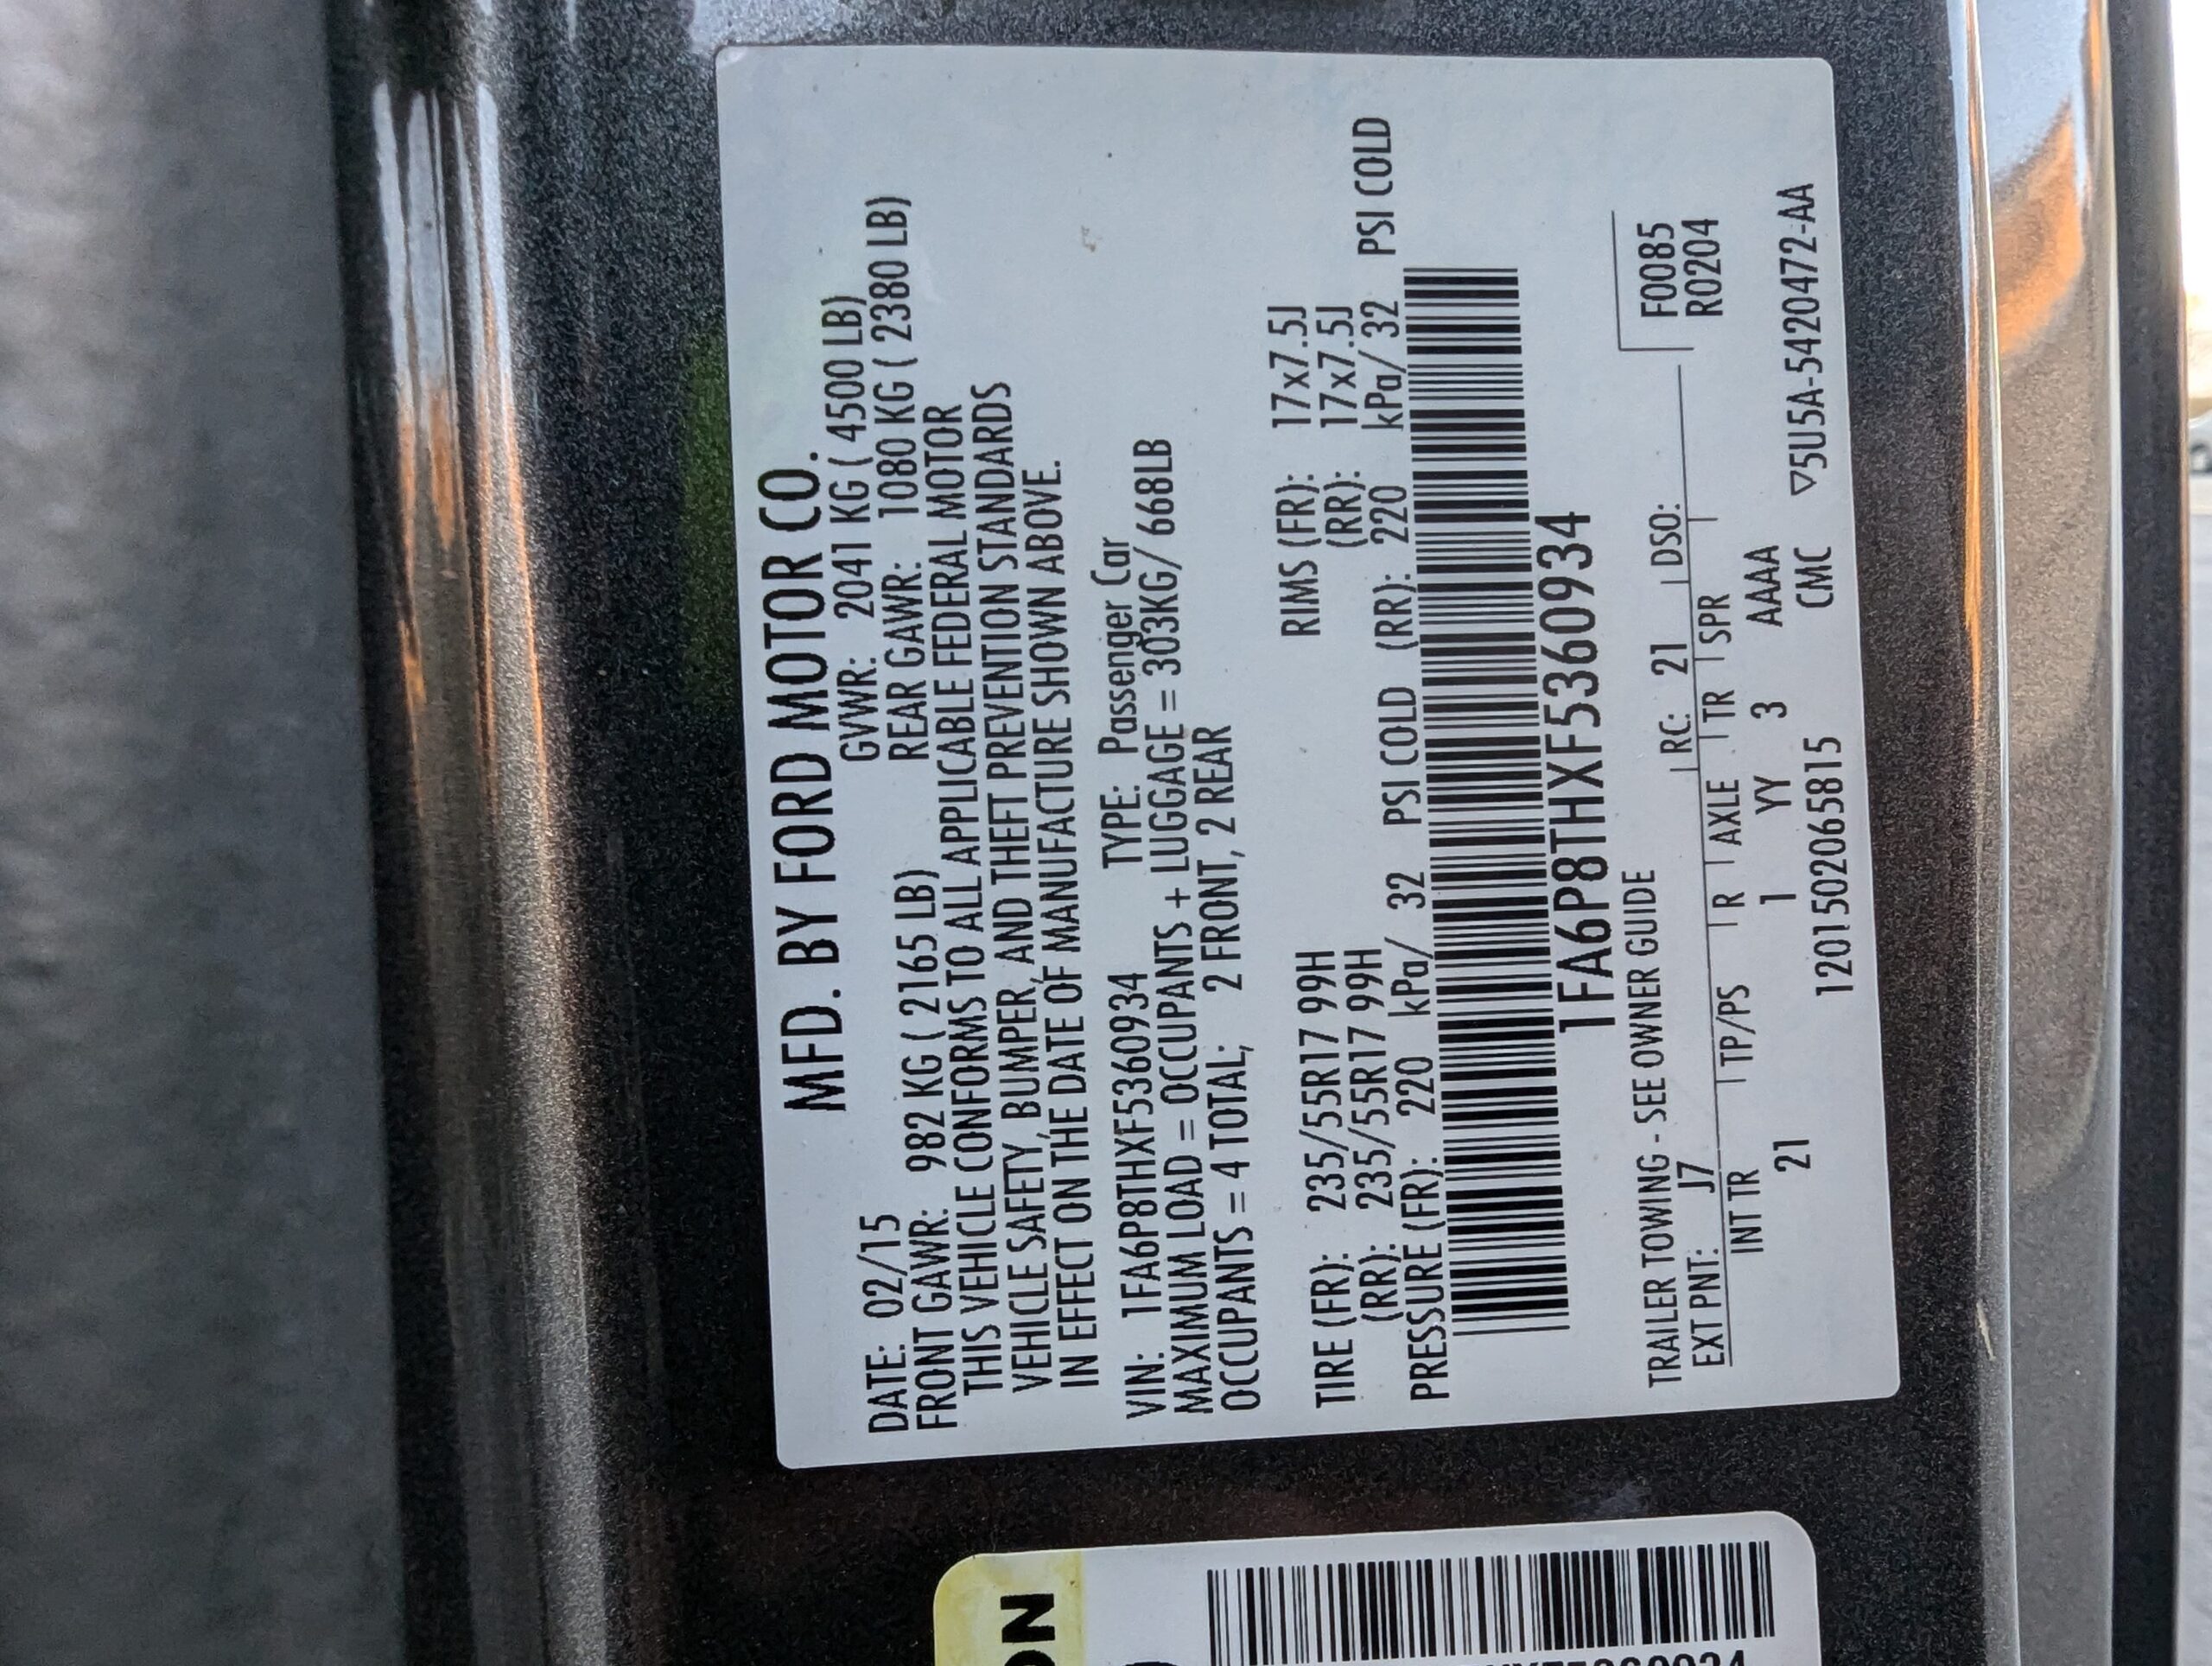 MFD. BY FORD MOTOR CO.
DATE: 02/15 GVWR: 2041 KG ( 4500 LB)
FRONT GAWR: 982 KG ( 2165 LB) REAR GAWR: 1080 KG ( 2380 LB)
THIS VEHICLE CONFORMS TO ALL APPLICABLE FEDERAL MOTOR
VEHICLE SAFETY, BUMPER, AND THEFT PREVENTION STANDARDS
IN EFFECT ON THE DATE OF MANUFACTURE SHOWN ABOVE.
VIN: 1FA6P8THXF5360934 TYPE: Passenger Car
MAXIMUM LOAD = OCCUPANTS + LUGGAGE = 303KG/ 668LB
OCCUPANTS = 4 TOTAL; 2 FRONT, 2 REAR
TIRE (FR): 235/55R17 99H RIMS (FR): 17x7.5J
(RR): 235/55R17 99H (RR): 17x7.5J
PRESSURE (FR): 220 kPa/ 32 PSI COLD (RR): 220 kPa/ 32 PSI COLD
1FA6P8THXF5360934
TRAILER TOWING - SEE OWNER GUIDE
F0085
EXT PNT: J7 RC: 21 DSO: R0204
INT TR TP/PS R AXLE TR SPR
21 1 YY 3 AAAA
12015020658​15 CMC ▽5U5A-5420472-AA